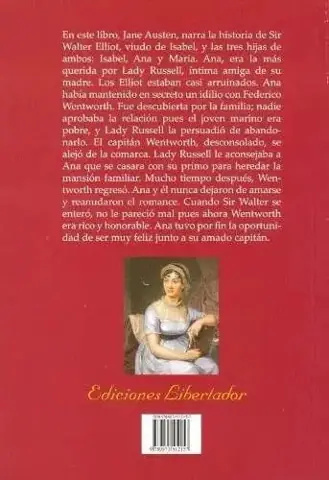 En este libro, Jane Austen, narra la historia de Sir
Walter Elliot, viudo de Isabel, y las tres hijas de
ambos: Isabel, Ana y María. Ana, era la más
querida por Lady Russell, íntima amiga de su
madre. Los Elliot estaban casi arruinados. Ana
había mantenido en secreto un idilio con Federico
Wentworth. Fue descubierta por la familia; nadie
aprobaba la relación pues el joven marino era
pobre, y Lady Russell la persuadió de abando-
narlo. El capitán Wentworth, desconsolado, se
alejó de la comarca. Lady Russell le aconsejaba a
Ana que se casara con su primo para heredar la
mansión familiar. Mucho tiempo después, Wen-
tworth regresó. Ana y él nunca dejaron de amarse
y reanudaron el romance. Cuando Sir Walter se
enteró, no le pareció mal pues ahora Wentworth
era rico y honorable. Ana tuvo por fin la oportuni-
dad de ser muy feliz junto a su amado capitán.
Ediciones Libertador